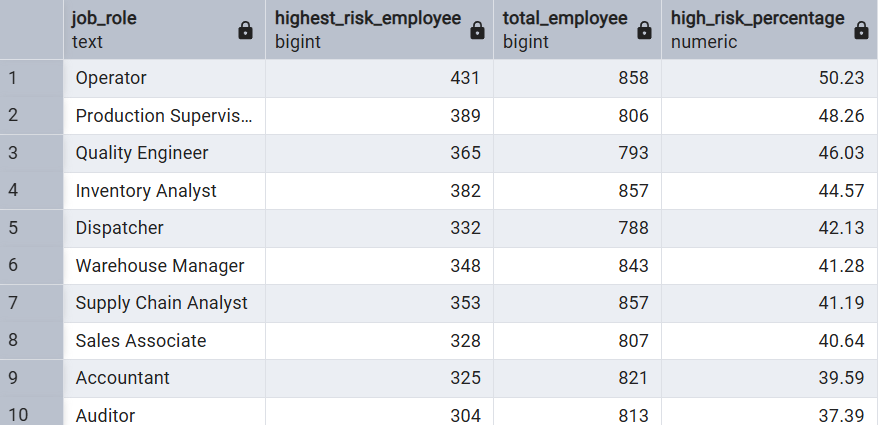 job_role highest_risk_employee total_employee high_risk_percentage
text bigint bigint numeric
1 Operator 431 858 50.23
2 Production Supervis... 389 806 48.26
3 Quality Engineer 365 793 46.03
4 Inventory Analyst 382 857 44.57
5 Dispatcher 332 788 42.13
6 Warehouse Manager 348 843 41.28
7 Supply Chain Analyst 353 857 41.19
8 Sales Associate 328 807 40.64
9 Accountant 325 821 39.59
10 Auditor 304 813 37.39